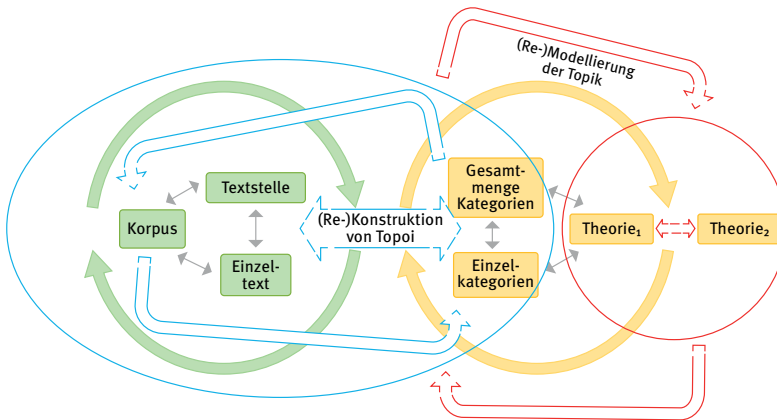 (Re-)Modellierung
der Topik
Textstelle
Gesamt-
menge
Kategorien
Korpus
(Re-)Konstruktion
von Topoi
Theorie₁
Theorie₂
Einzel-
text
Einzel-
kategorien